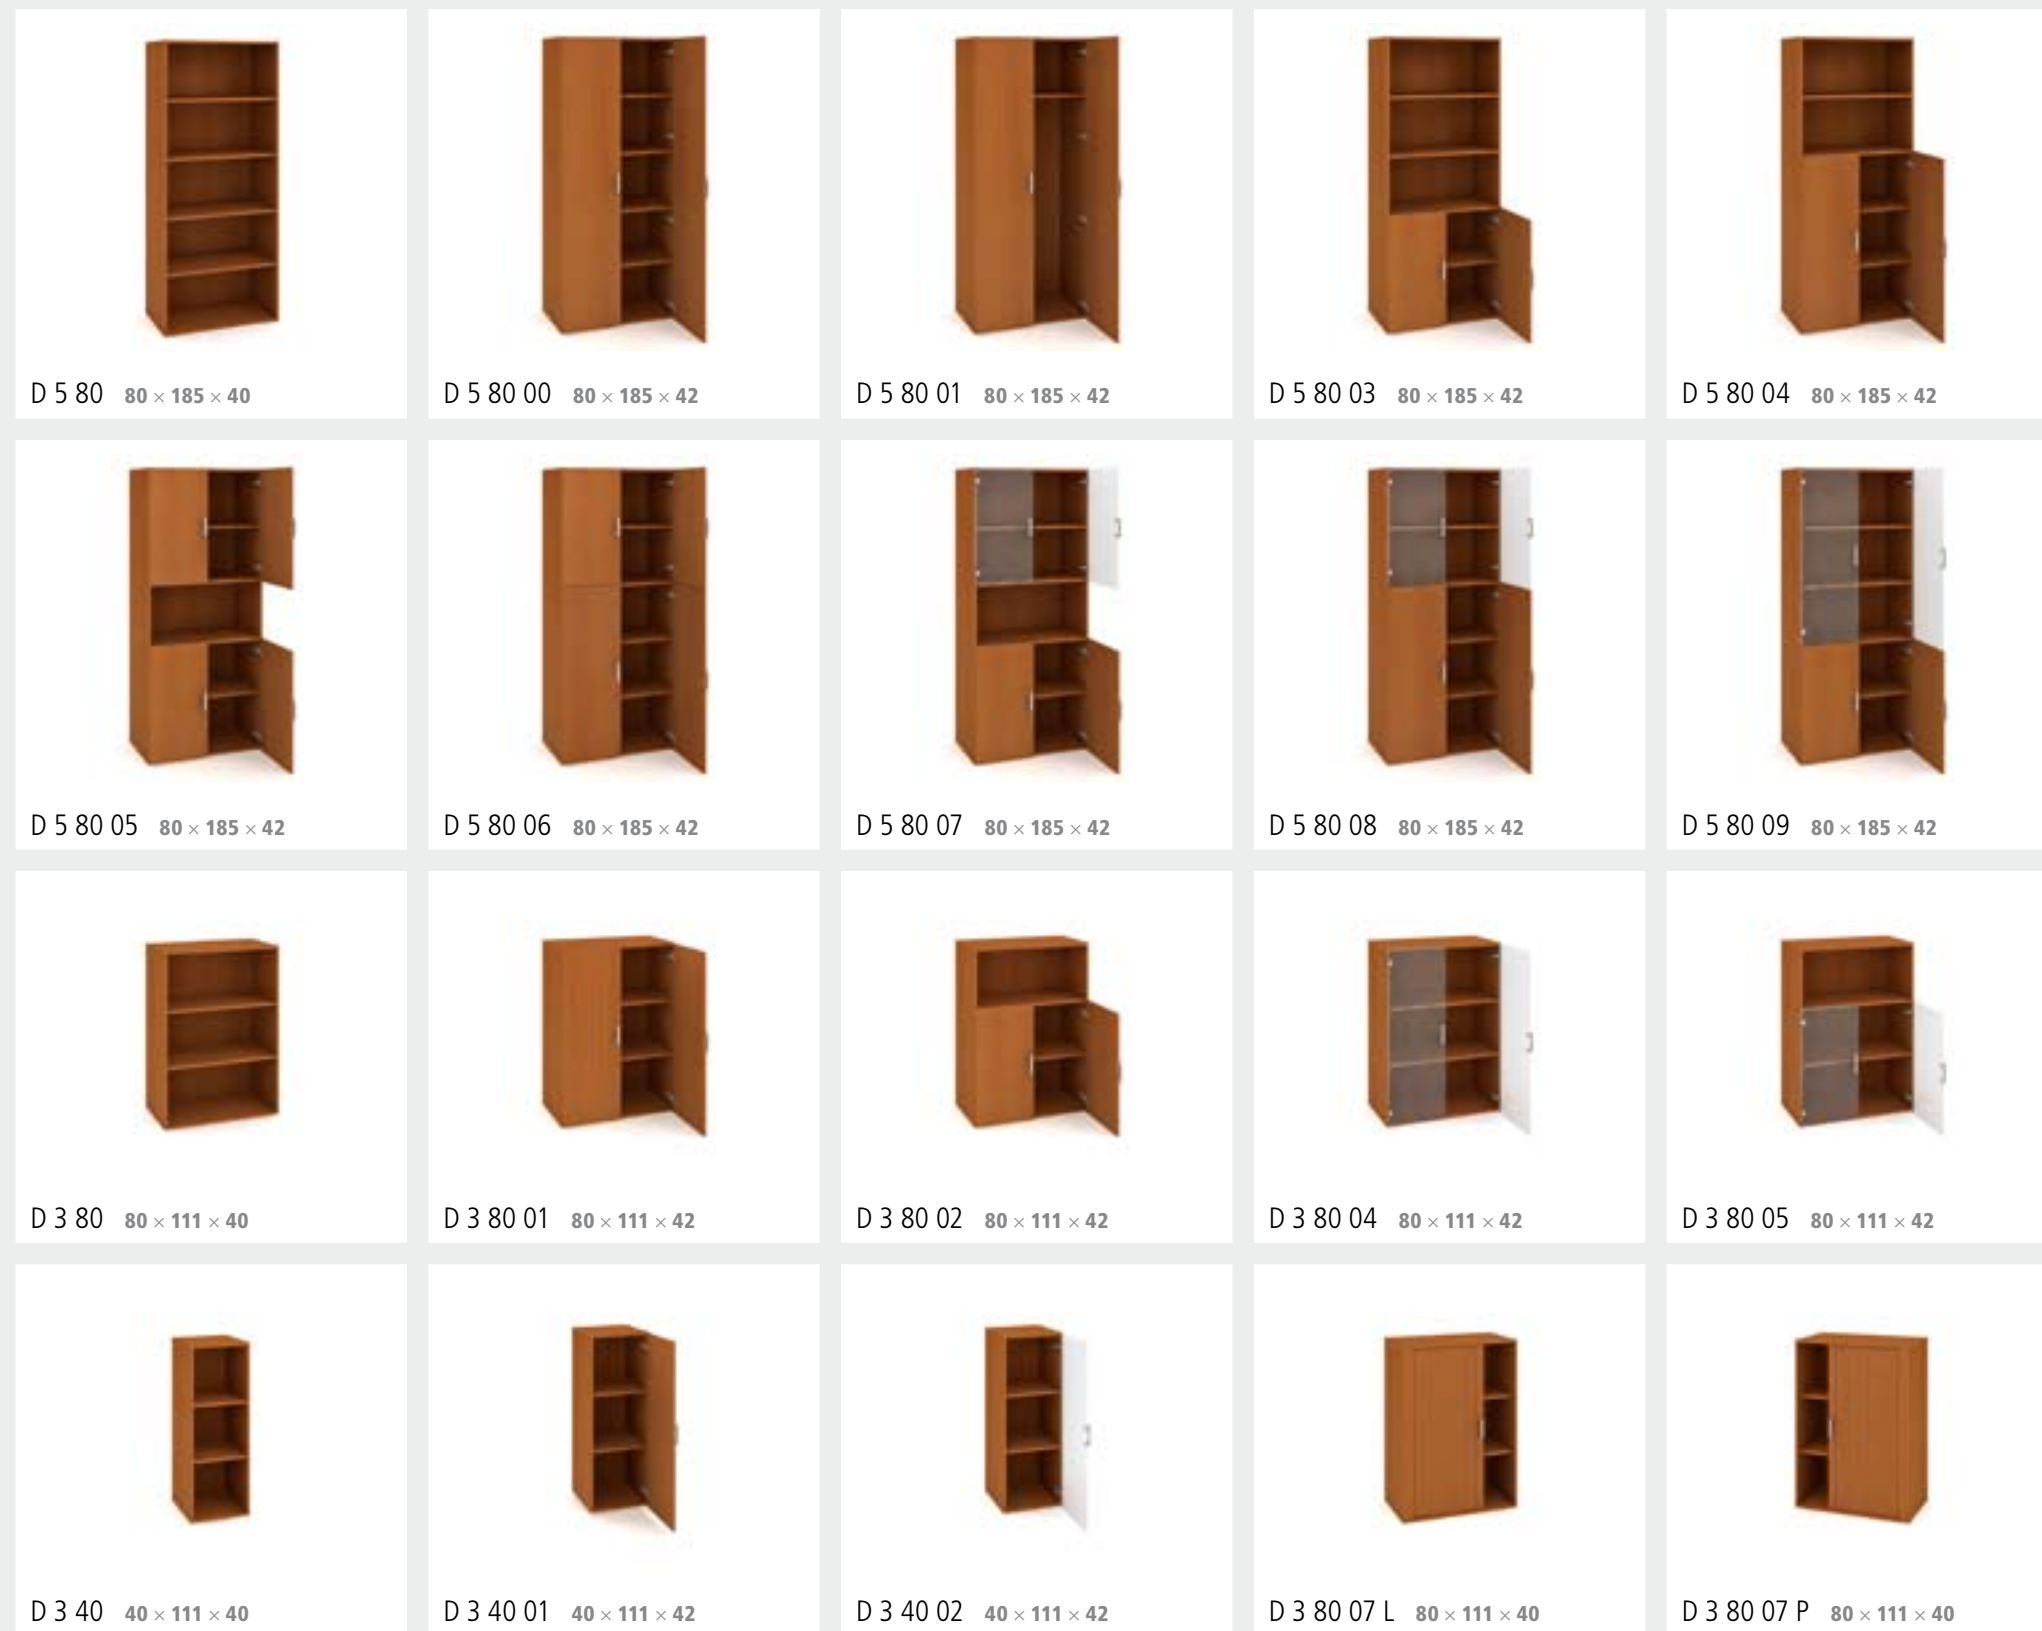 D 5 80 80 × 185 × 40
D 5 80 00 80 × 185 × 42
D 5 80 01 80 × 185 × 42
D 5 80 03 80 × 185 × 42
D 5 80 04 80 × 185 × 42
D 5 80 05 80 × 185 × 42
D 5 80 06 80 × 185 × 42
D 5 80 07 80 × 185 × 42
D 5 80 08 80 × 185 × 42
D 5 80 09 80 × 185 × 42
D 3 80 80 × 111 × 40
D 3 80 01 80 × 111 × 42
D 3 80 02 80 × 111 × 42
D 3 80 04 80 × 111 × 42
D 3 80 05 80 × 111 × 42
D 3 40 40 × 111 × 40
D 3 40 01 40 × 111 × 42
D 3 40 02 40 × 111 × 42
D 3 80 07 L 80 × 111 × 40
D 3 80 07 P 80 × 111 × 40